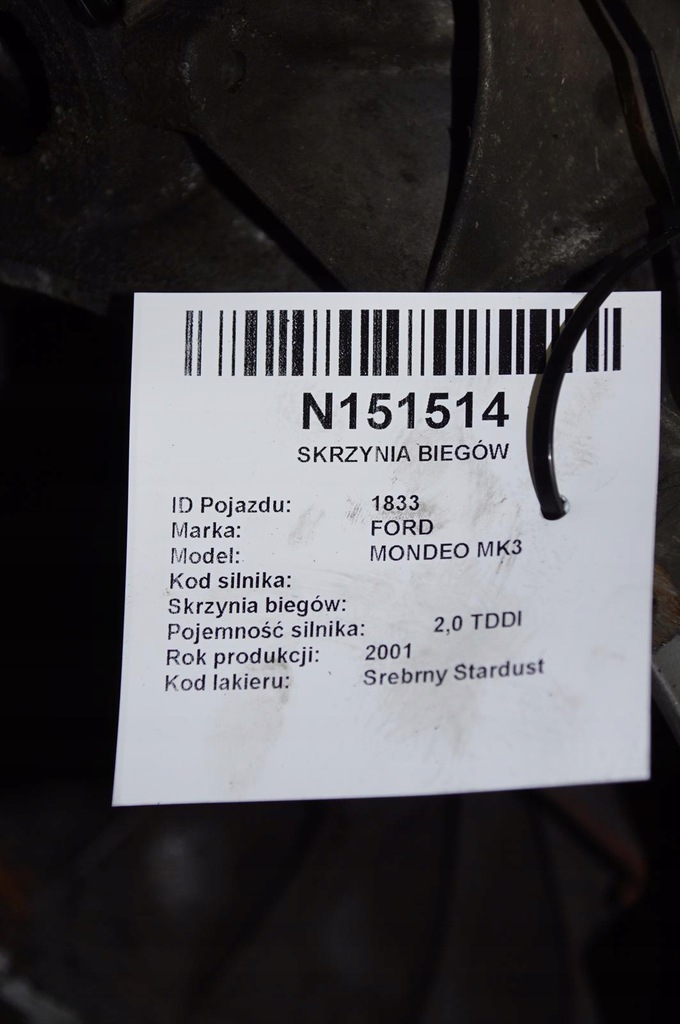 N151514
SKRZYNIA BIEGÓW
ID Pojazdu: 1833
Marka: FORD
Model: MONDEO MK3
Kod silnika:
Skrzynia biegów:
Pojemność silnika: 2,0 TDDI
Rok produkcji: 2001
Kod lakieru: Srebrny Stardust